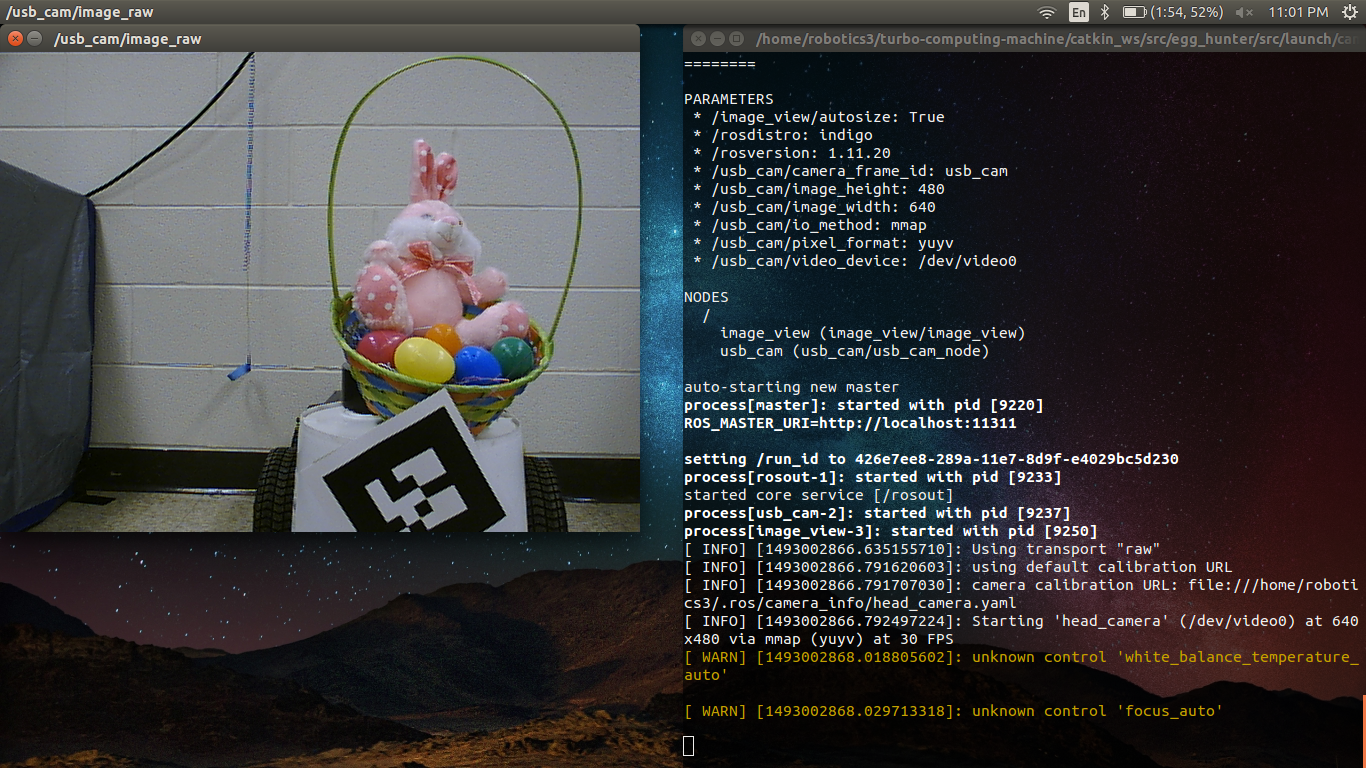 /usb_cam/image_raw
En
(1:54, 52%)
11:01 PM
/usb_cam/image_raw
/home/robotics3/turbo-computing-machine/catkin_ws/src/egg_hunter/src/launch/
========
PARAMETERS
* /image_view/autosize: True
* /rosdistro: indigo
* /rosversion: 1.11.20
* /usb_cam/camera_frame_id: usb_cam
* /usb_cam/image_height: 480
* /usb_cam/image_width: 640
* /usb_cam/io_method: mmap
* /usb_cam/pixel_format: yuyv
* /usb_cam/video_device: /dev/video0
NODES
/
image_view (image_view/image_view)
usb_cam (usb_cam/usb_cam_node)
auto-starting new master
process[master]: started with pid [9220]
ROS_MASTER_URI=http://localhost:11311
setting /run_id to 426e7ee8-289a-11e7-8d9f-e4029bc5d230
process[rosout-1]: started with pid [9233]
started core service [/rosout]
process[usb_cam-2]: started with pid [9237]
process[image_view-3]: started with pid [9250]
[ INFO] [1493002866.635155710]: Using transport "raw"
[ INFO] [1493002866.791620603]: using default calibration URL
[ INFO] [1493002866.791707030]: camera calibration URL: file:///home/roboti
cs3/.ros/camera_info/head_camera.yaml
[ INFO] [1493002866.792497224]: Starting 'head_camera' (/dev/video0) at 640
x480 via mmap (yuyv) at 30 FPS
[ WARN] [1493002868.018805602]: unknown control 'white_balance_temperature_
auto'
[ WARN] [1493002868.029713318]: unknown control 'focus_auto'